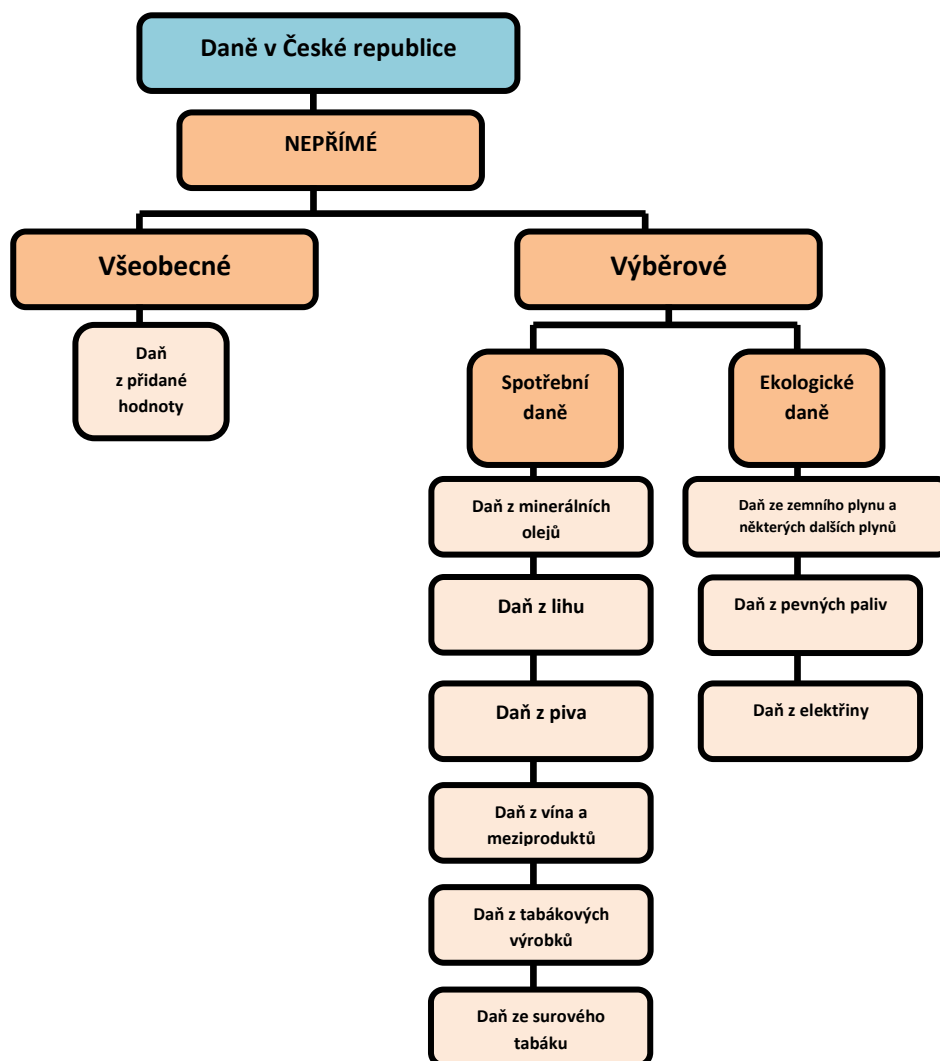 Daně v České republice
NEPŘÍMÉ
Všeobecné
Výběrové
Daň
z přidané
hodnoty
Spotřební
daně
Ekologické
daně
Daň z minerálních
olejů
Daň ze zemního plynu a
některých dalších plynů
Daň z lihu
Daň z pevných paliv
Daň z piva
Daň z elektřiny
Daň z vína a
meziproduktů
Daň z tabákových
výrobků
Daň ze surového
tabáku